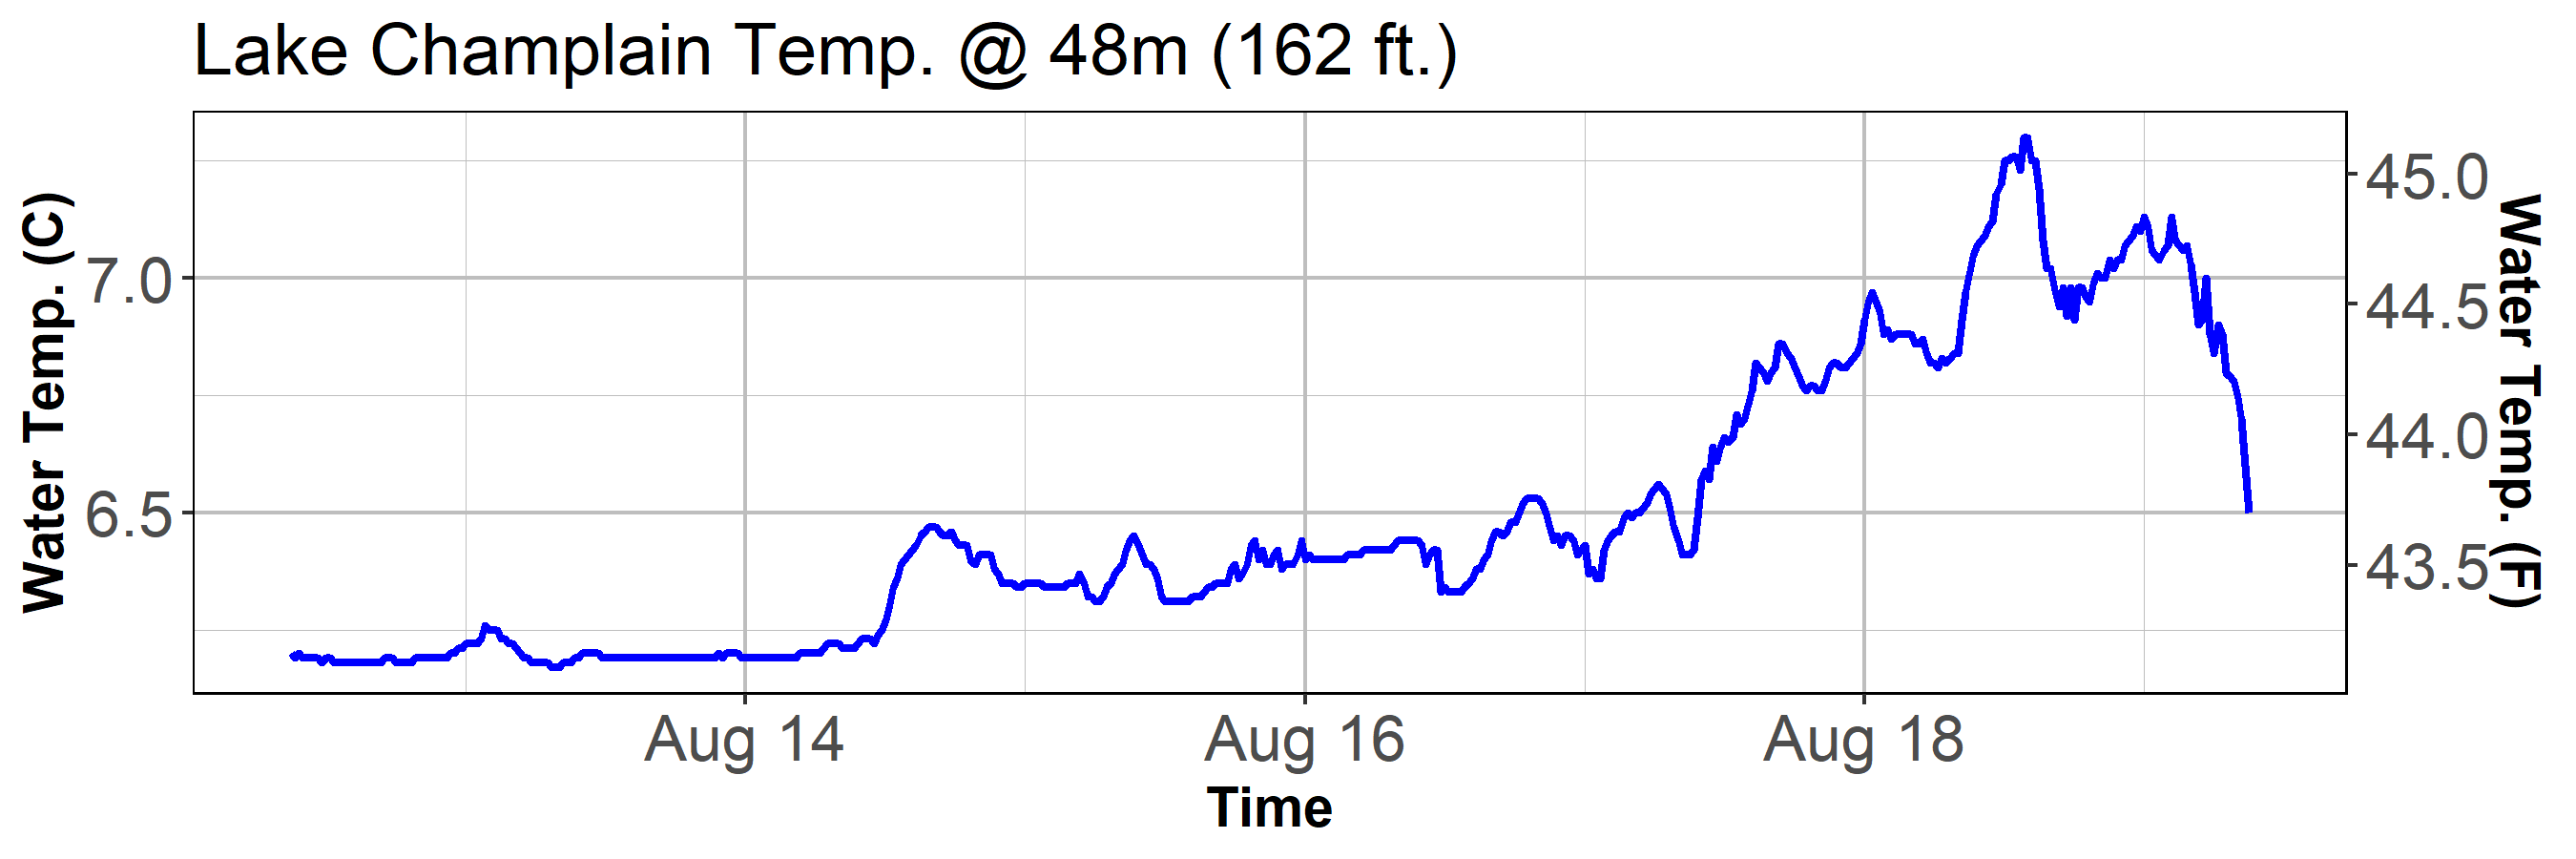 Lake Champlain Temp. @ 48m (162 ft.)
Water Temp. (C)
7.0
6.5
45.0
44.5
44.0
43.5
Water Temp. (F)
Aug 14 Aug 16 Aug 18
Time